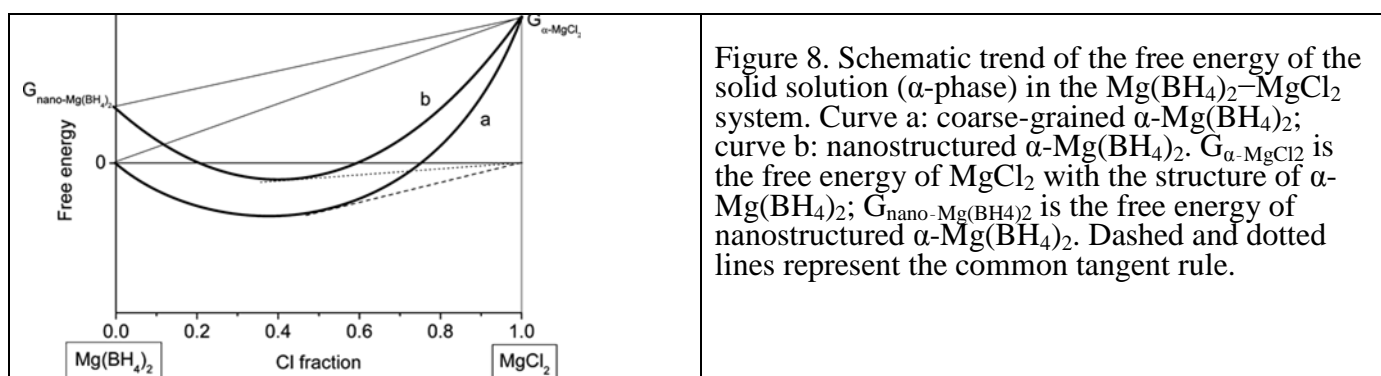 G_α-MgCl₂
G_nano-Mg(BH₄)₂
b
a
0
Free energy
0.0 0.2 0.4 0.6 0.8 1.0
Mg(BH₄)₂ Cl fraction MgCl₂
Figure 8. Schematic trend of the free energy of the
solid solution (α-phase) in the Mg(BH₄)₂−MgCl₂
system. Curve a: coarse-grained α-Mg(BH₄)₂;
curve b: nanostructured α-Mg(BH₄)₂. G_α-MgCl2 is
the free energy of MgCl₂ with the structure of α-
Mg(BH₄)₂; G_nano-Mg(BH4)2 is the free energy of
nanostructured α-Mg(BH₄)₂. Dashed and dotted
lines represent the common tangent rule.